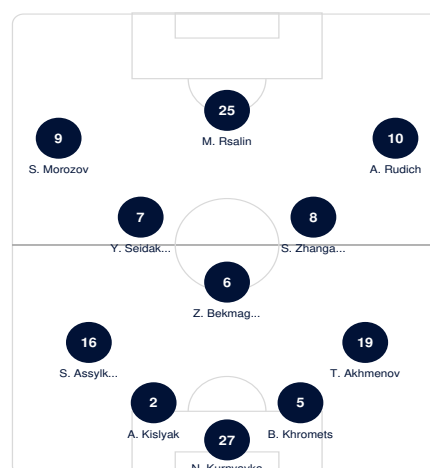 25
M. Rsalin
9
S. Morozov
10
A. Rudich
7
Y. Seidak...
8
S. Zhanga...
6
Z. Bekmag...
16
S. Assylk...
19
T. Akhmenov
2
A. Kislyak
5
B. Khromets
27
N.